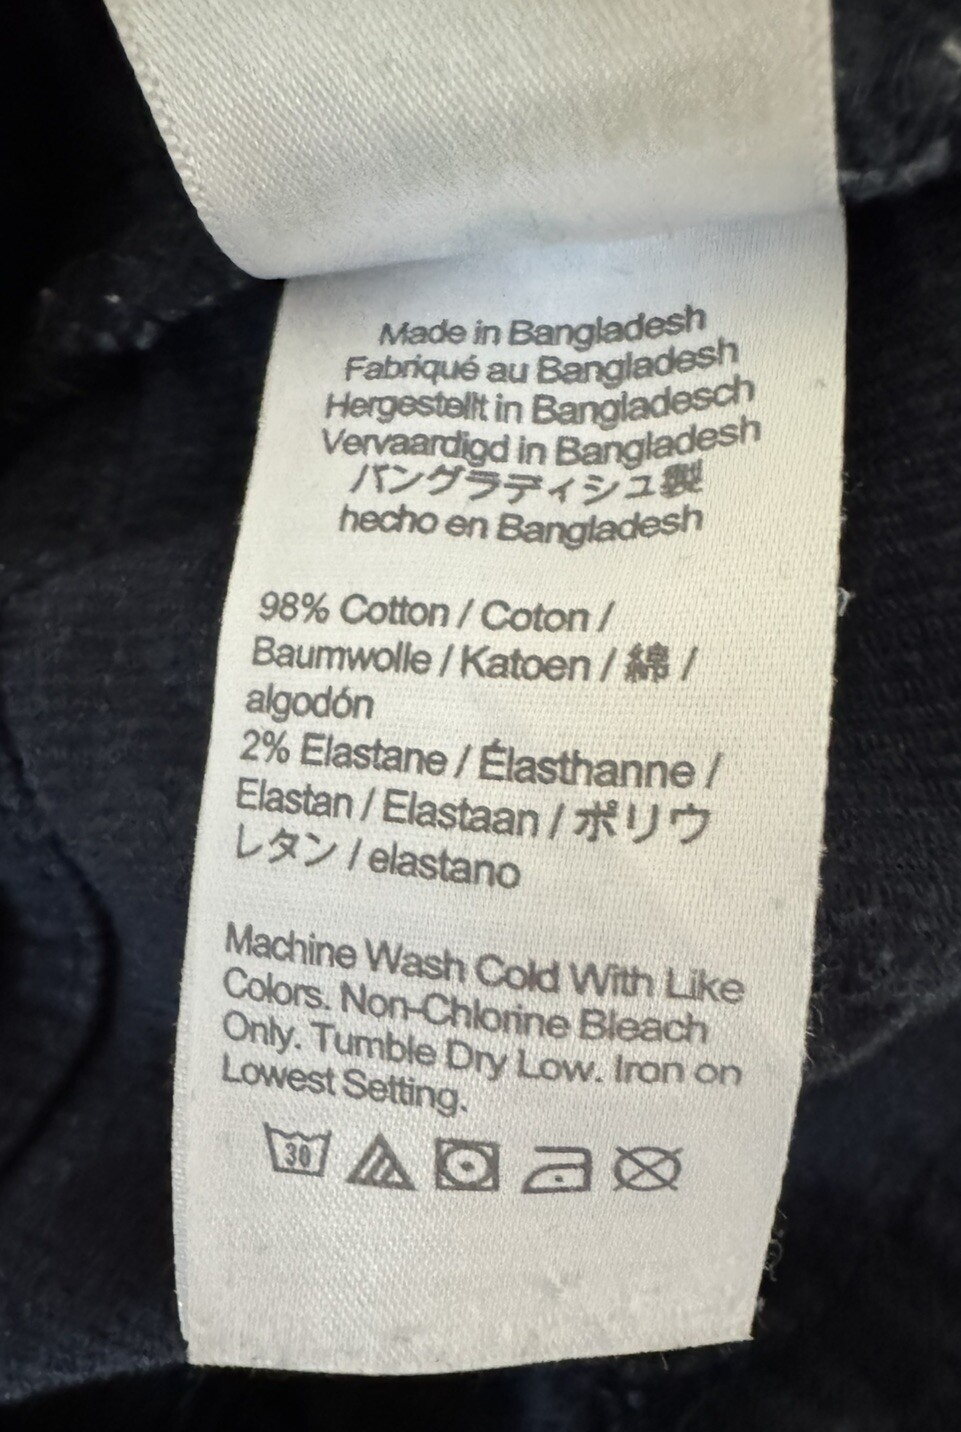 Made in Bangladesh
Fabriqué au Bangladesh
Hergestellt in Bangladesch
Vervaardigd in Bangladesh
バングラディシュ製
hecho en Bangladesh
98% Cotton / Coton /
Baumwolle / Katoen / 綿 /
algodón
2% Elastane / Élasthanne /
Elastan / Elastaan / ポリウ
レタン / elastano
Machine Wash Cold With Like
Colors. Non-Chlorine Bleach
Only. Tumble Dry Low. Iron on
Lowest Setting.
30